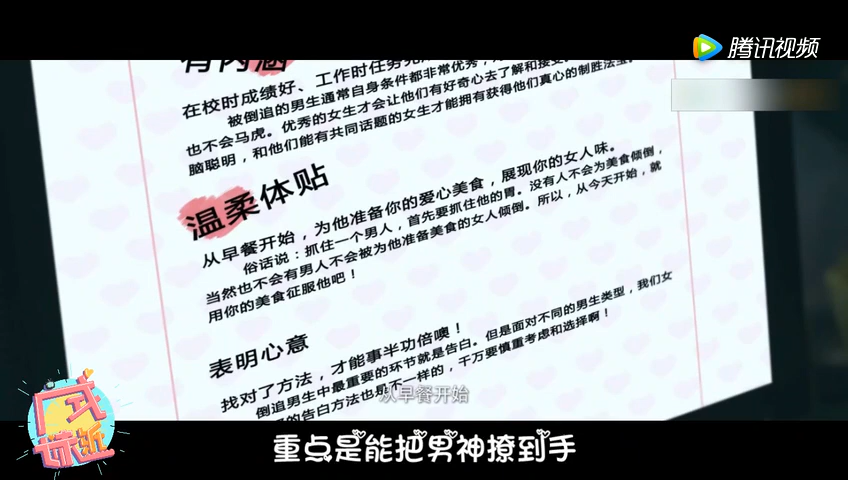 腾讯视频
有内涵
在校时成绩好、工作时任务完
被倒追的男生通常自身条件都非常优秀，
也不会马虎。优秀的女生才会让他们有好奇心去了解和接受
脑聪明，和他们能有共同话题的女生才能拥有获得他们真心的制胜法宝。
温柔体贴
从早餐开始，为他准备你的爱心美食，展现你的女人味。
俗话说：抓住一个男人，首先要抓住他的胃。没有人不会为美食倾倒，
当然也不会有男人不会被为他准备美食的女人倾倒。所以，从今天开始，就
用你的美食征服他吧！
表明心意
找对了方法，才能事半功倍噢！
倒追男生中最重要的环节就是告白。但是面对不同的男生类型，我们女
的告白方法也是不一样的，千万要慎重考虑和选择啊！
从早餐开始
重点是能把男神撩到手